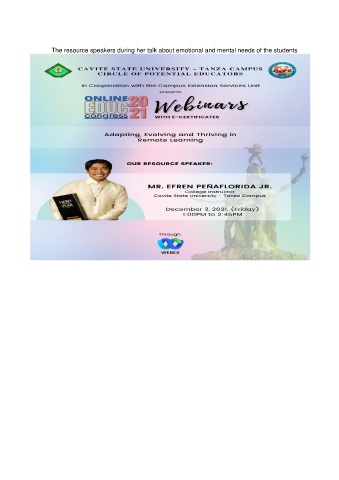 The resource speakers during her talk about emotional and mental needs of the students
CAVITE STATE UNIVERSITY – TANZA CAMPUS
CIRCLE OF POTENTIAL EDUCATORS
in Cooperation with the Campus Extension Services Unit
presents
ONLINE EDUC congress 2021
Webinars
WITH E-CERTIFICATES
Adapting, Evolving and Thriving in
Remote Learning
OUR RESOURCE SPEAKER:
MR. EFREN PEÑAFLORIDA JR.
College Instructor
Cavite State University - Tanza Campus
December 3, 2021, (Friday)
1:00PM to 2:45PM
Through:
WEBEX